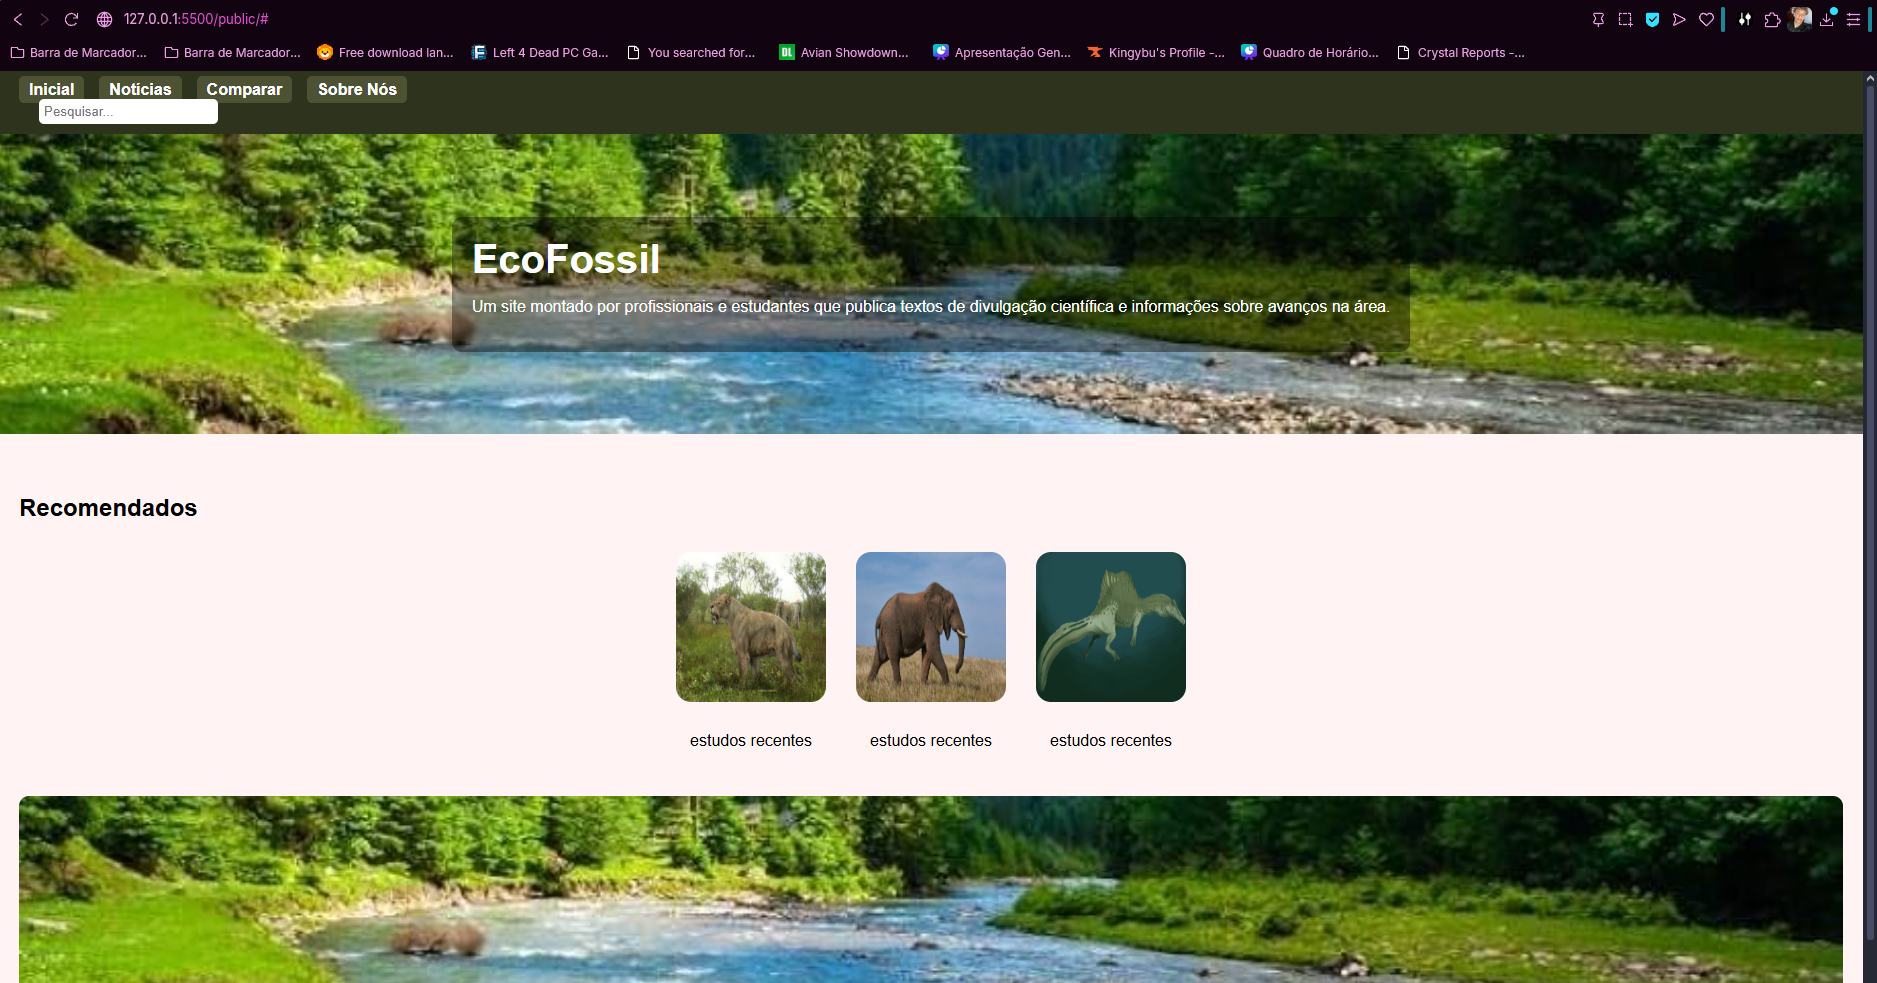 127.0.0.1:5500/public/#
Barra de Marcador... Barra de Marcador... Free download lan... Left 4 Dead PC Ga... You searched for... Avian Showdown... Apresentação Gen... Kingybu's Profile -... Quadro de Horário... Crystal Reports -...
Inicial Notícias Comparar Sobre Nós
Pesquisar...
EcoFossil
Um site montado por profissionais e estudantes que publica textos de divulgação científica e informações sobre avanços na área.
Recomendados
estudos recentes estudos recentes estudos recentes